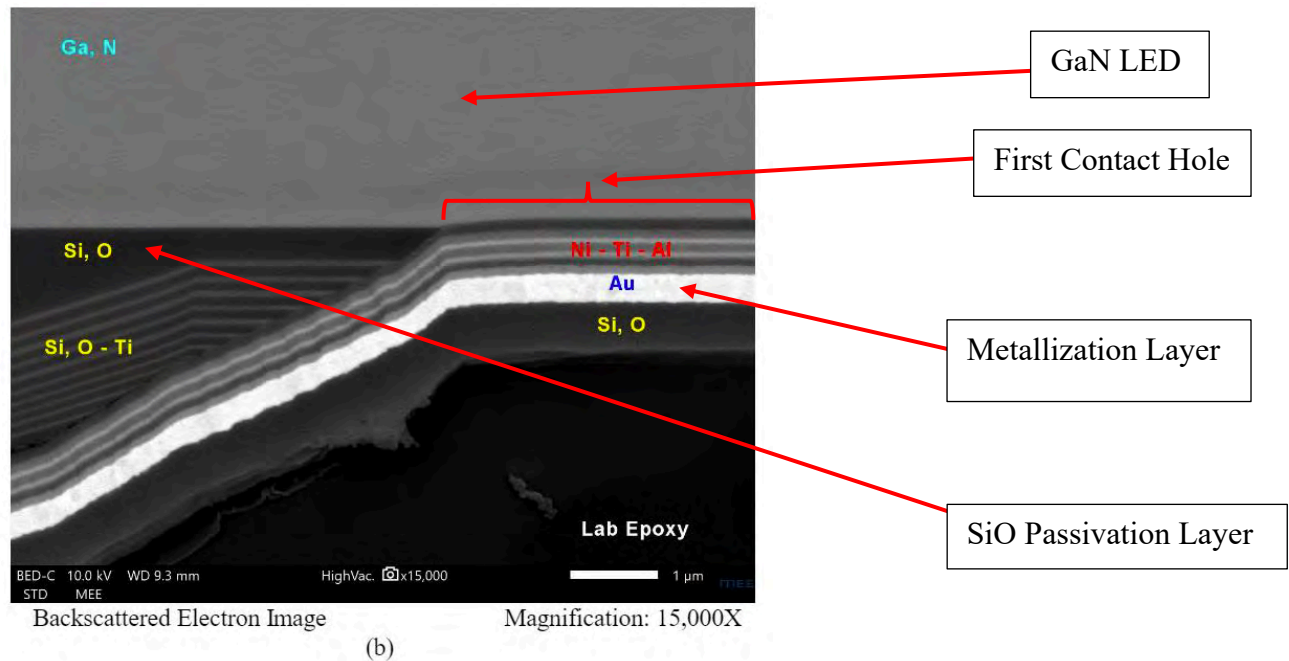 Ga, N
GaN LED
First Contact Hole
Si, O
Ni - Ti - Al
Au
Si, O
Si, O - Ti
Metallization Layer
SiO Passivation Layer
Lab Epoxy
BED-C 10.0 kV WD 9.3 mm HighVac. x15,000 1 µm
STD MEE
mee
Backscattered Electron Image Magnification: 15,000X
(b)